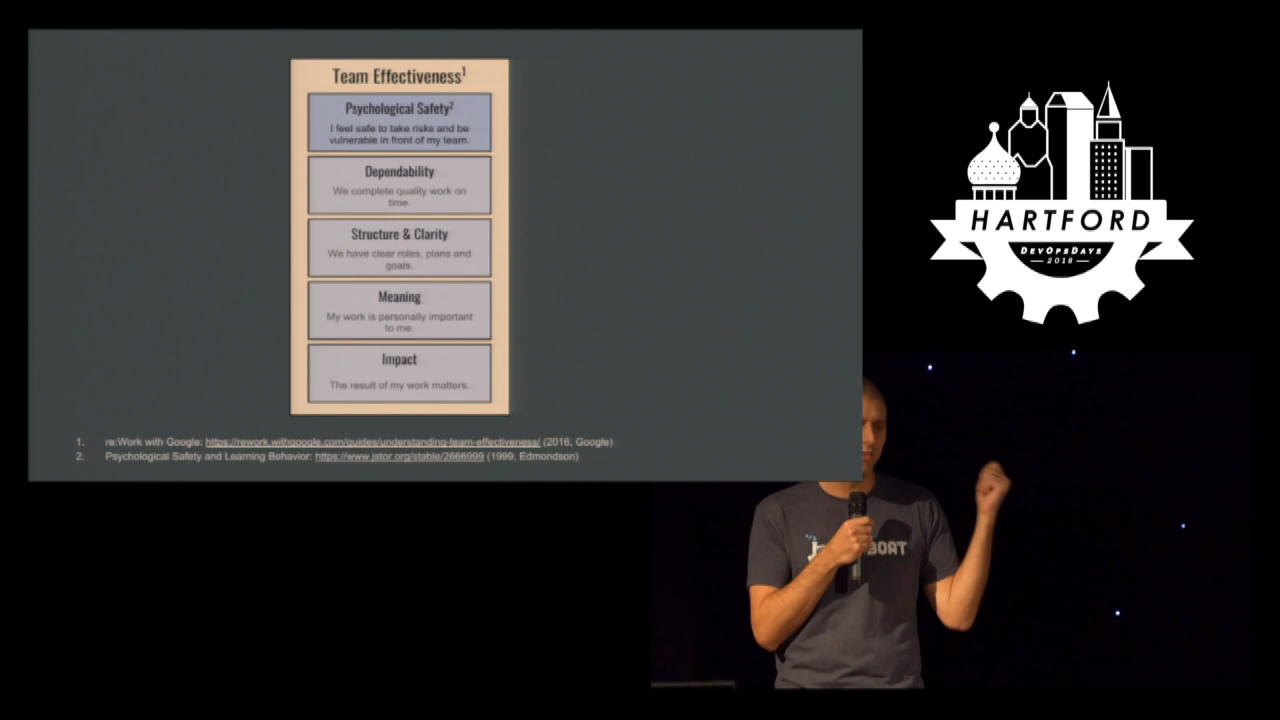 Team Effectiveness1
Psychological Safety2
I feel safe to take risks and be
vulnerable in front of my team.
Dependability
We complete quality work on
time.
Structure & Clarity
We have clear roles, plans and
goals.
Meaning
My work is personally important
to me.
Impact
The result of my work matters.
1. re:Work with Google: https://rework.withgoogle.com/guides/understanding-team-effectiveness/ (2016, Google)
2. Psychological Safety and Learning Behavior: https://www.jstor.org/stable/2666999 (1999, Edmondson)
HARTFORD
DEVOPSDAYS
2018
BOAT